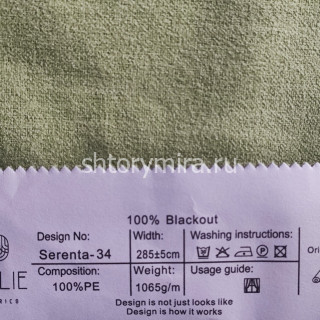 shtorymira.ru
100% Blackout
Design No: Width: Washing instructions:
Serenta-34 285±5cm
Composition: Weight: Usage guide:
100%PE 1065g/m
Design is not just looks like
Design is how it works